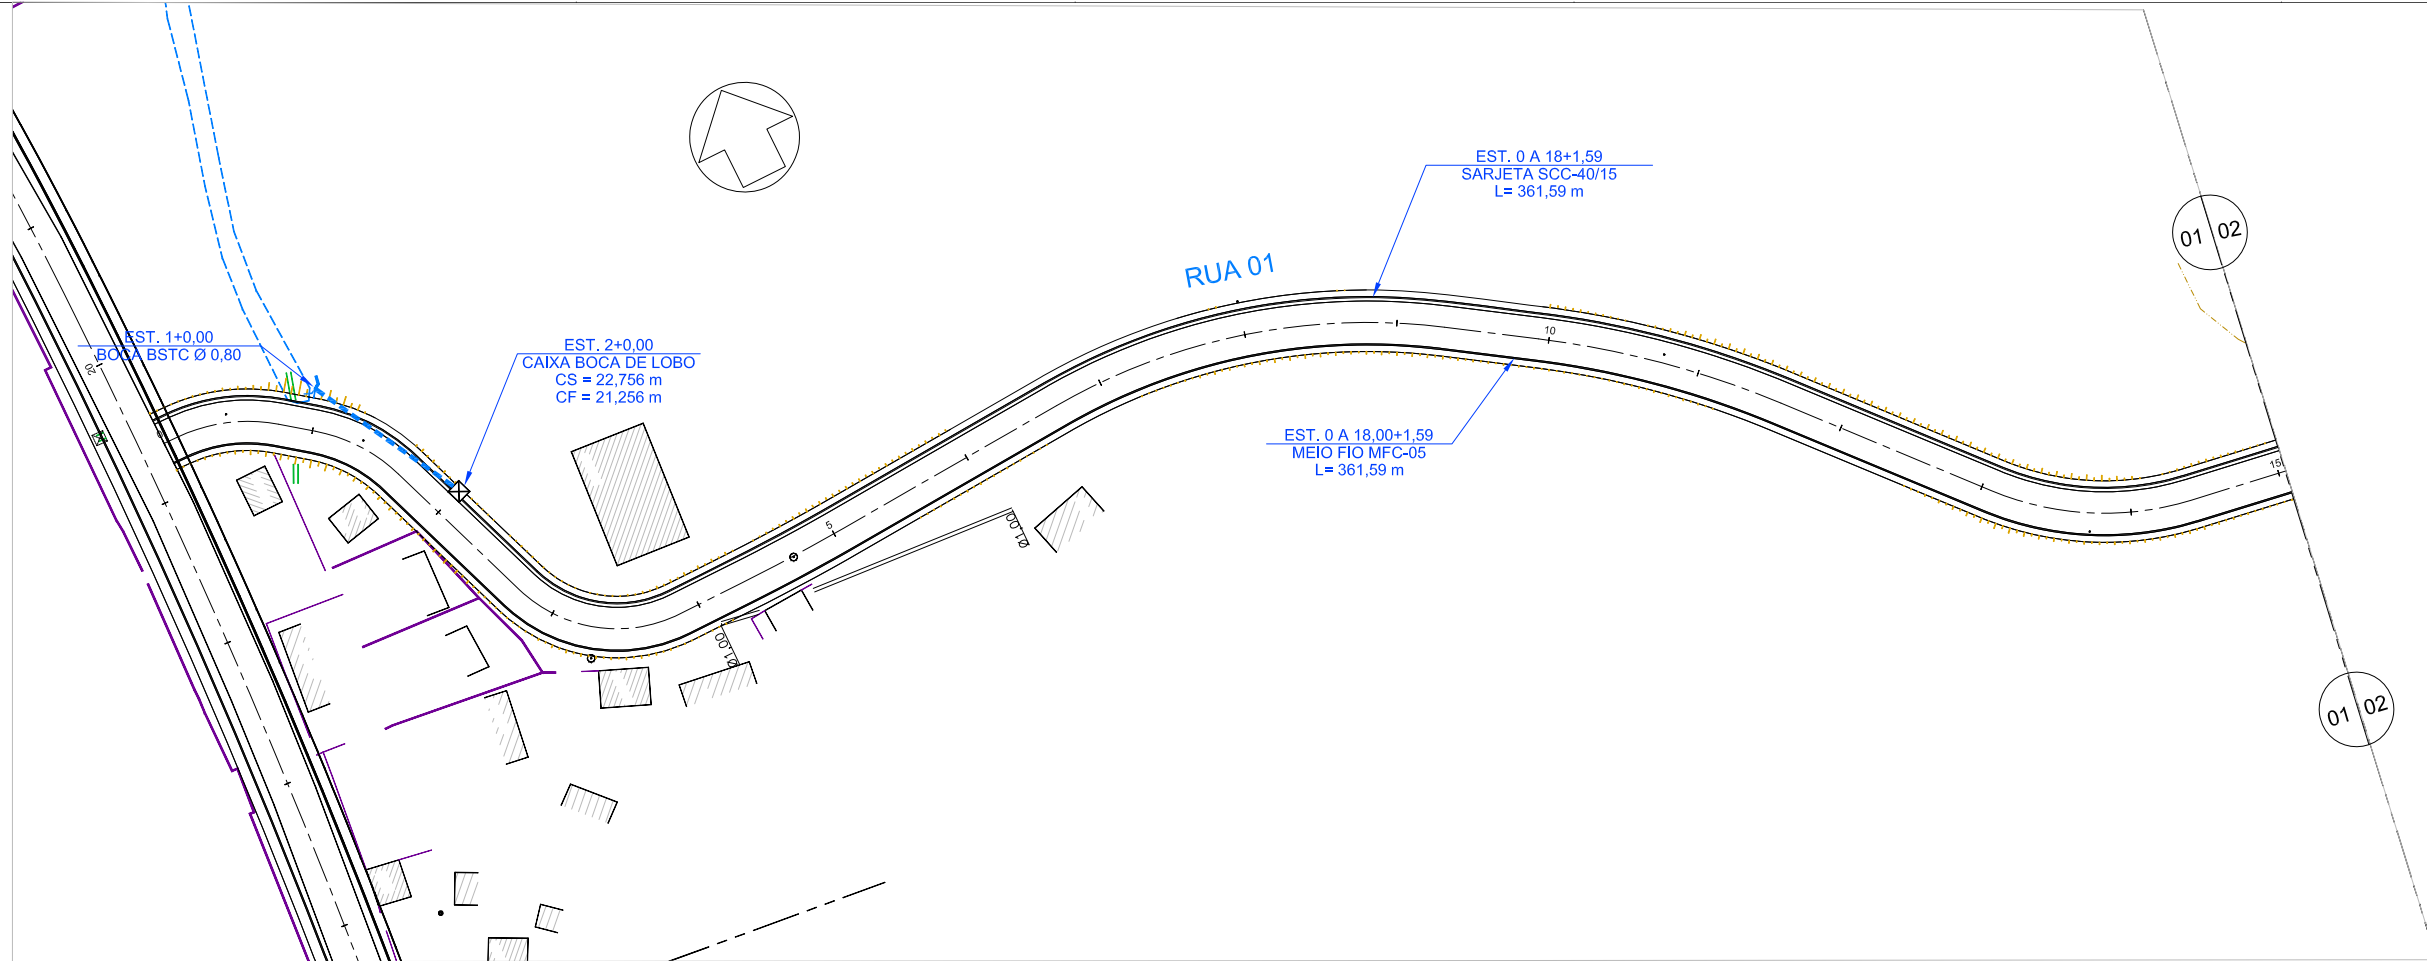 EST. 0 A 18+1,59
SARJETA SCC-40/15
L= 361,59 m
01 02
RUA 01
EST. 1+0,00
BOCA BSTC Ø 0,80
EST. 2+0,00
CAIXA BOCA DE LOBO
CS = 22,756 m
CF = 21,256 m
10
20
0
EST. 0 A 18,00+1,59
MEIO FIO MFC-05
L= 361,59 m
15
5
Ø1,00
Ø1,00
01 02